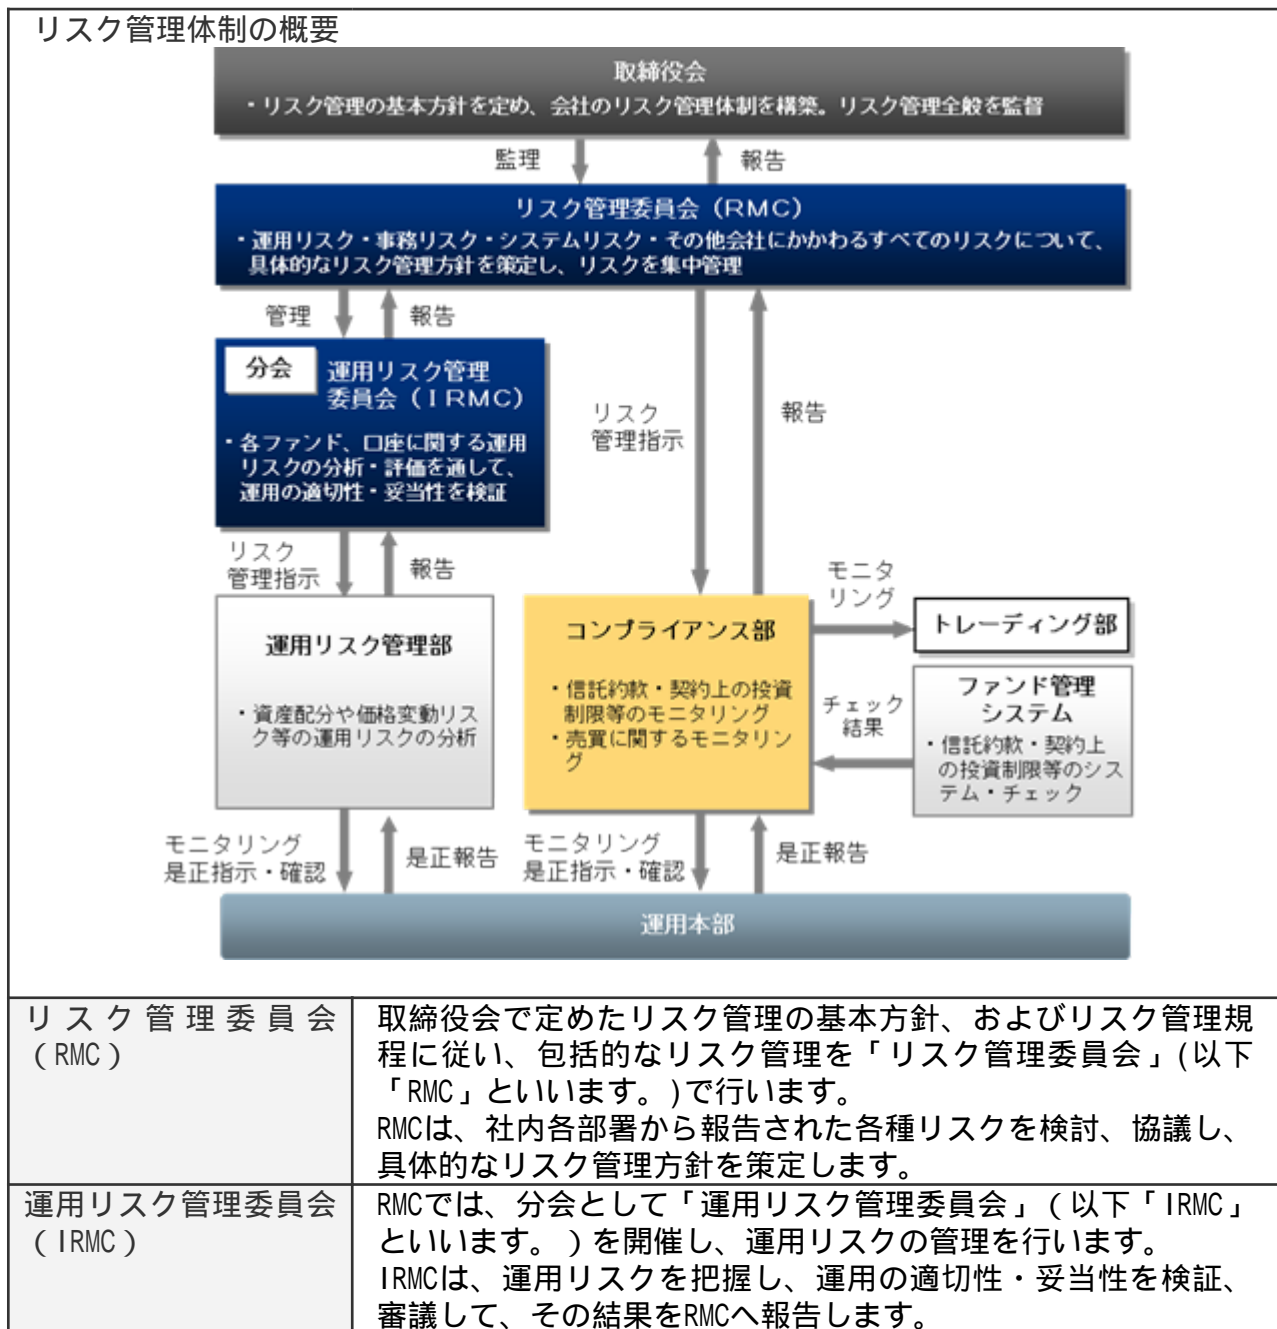 リスク管理体制の概要
取締役会
・リスク管理の基本方針を定め、会社のリスク管理体制を構築。リスク管理全般を監督
監理
報告
リスク管理委員会（RMC）
・運用リスク・事務リスク・システムリスク・その他会社にかかわるすべてのリスクについて、
具体的なリスク管理方針を策定し、リスクを集中管理
管理
報告
分会
運用リスク管理
委員会（IRMC）
・各ファンド、口座に関する運用
リスクの分析・評価を通して、
運用の適切性・妥当性を検証
リスク
管理指示
報告
リスク
管理指示
報告
運用リスク管理部
・資産配分や価格変動リス
ク等の運用リスクの分析
コンプライアンス部
・信託約款・契約上の投資
制限等のモニタリング
・売買に関するモニタリン
グ
モニタ
リング
トレーディング部
チェック
結果
ファンド管理
システム
・信託約款・契約上
の投資制限等のシス
テム・チェック
モニタリング
是正指示・確認
是正報告
モニタリング
是正指示・確認
是正報告
運用本部
リスク管理委員会
（RMC）
取締役会で定めたリスク管理の基本方針、およびリスク管理規
程に従い、包括的なリスク管理を「リスク管理委員会」(以下
「RMC」といいます。)で行います。
RMCは、社内各部署から報告された各種リスクを検討、協議し、
具体的なリスク管理方針を策定します。
運用リスク管理委員会
（IRMC）
RMCでは、分会として「運用リスク管理委員会」（以下「IRMC」
といいます。）を開催し、運用リスクの管理を行います。
IRMCは、運用リスクを把握し、運用の適切性・妥当性を検証、
審議して、その結果をRMCへ報告します。